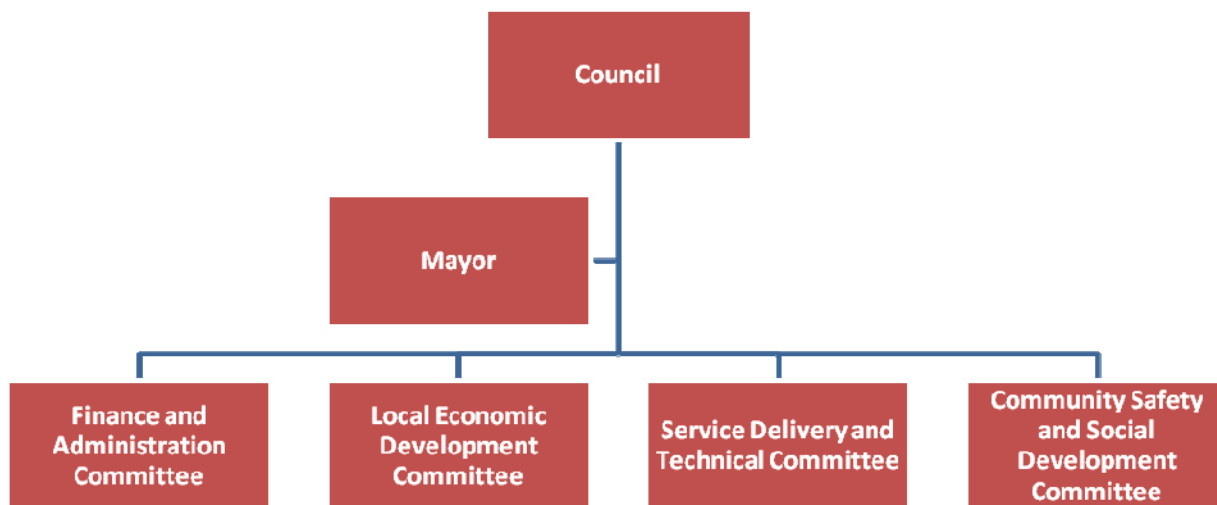 Council
Mayor
Finance and
Administration
Committee
Local Economic
Development
Committee
Service Delivery and
Technical Committee
Community Safety
and Social
Development
Committee